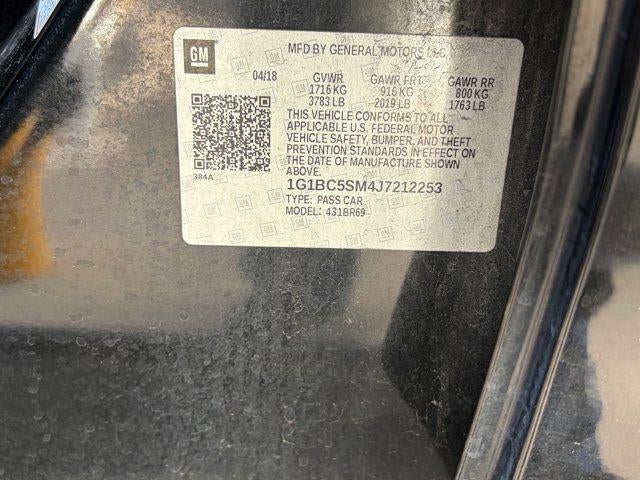 GM
MFD BY GENERAL MOTORS LLC
04/18 GVWR GAWR FRT GAWR RR
1716 KG 916 KG 800 KG
3783 LB 2019 LB 1763 LB
THIS VEHICLE CONFORMS TO ALL
APPLICABLE U.S. FEDERAL MOTOR
VEHICLE SAFETY, BUMPER, AND THEFT
PREVENTION STANDARDS IN EFFECT ON
THE DATE OF MANUFACTURE SHOWN
ABOVE.
384A
1G1BC5SM4J7212253
TYPE: PASS CAR
MODEL: 431BR69